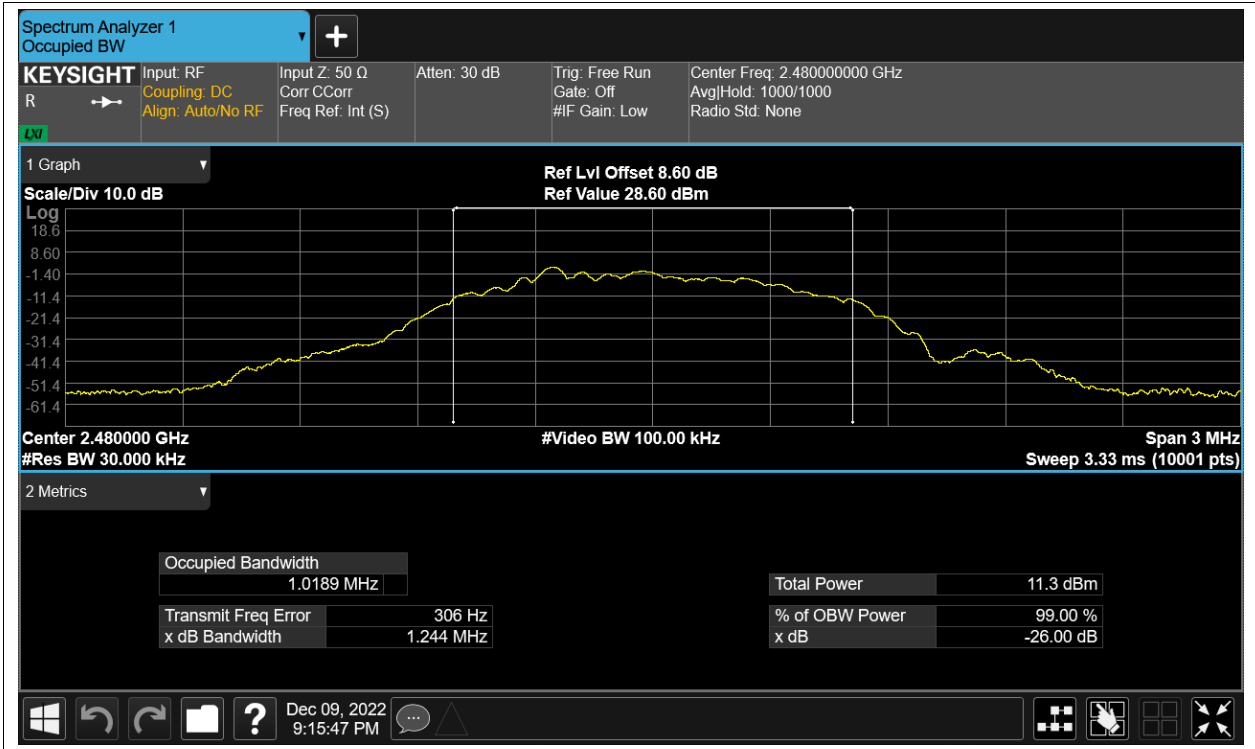 Spectrum Analyzer 1
Occupied BW
KEYSIGHT
R
LXI
Input: RF
Coupling: DC
Align: Auto/No RF
Input Z: 50 Ω
Corr CCorr
Freq Ref: Int (S)
Atten: 30 dB
Trig: Free Run
Gate: Off
#IF Gain: Low
Center Freq: 2.480000000 GHz
Avg|Hold: 1000/1000
Radio Std: None
1 Graph
Scale/Div 10.0 dB
Ref Lvl Offset 8.60 dB
Ref Value 28.60 dBm
Log
18.6
8.60
-1.40
-11.4
-21.4
-31.4
-41.4
-51.4
-61.4
Center 2.480000 GHz
#Res BW 30.000 kHz
#Video BW 100.00 kHz
Span 3 MHz
Sweep 3.33 ms (10001 pts)
2 Metrics
Occupied Bandwidth
1.0189 MHz
Transmit Freq Error 306 Hz
x dB Bandwidth 1.244 MHz
Total Power 11.3 dBm
% of OBW Power 99.00 %
x dB -26.00 dB
?
Dec 09, 2022
9:15:47 PM